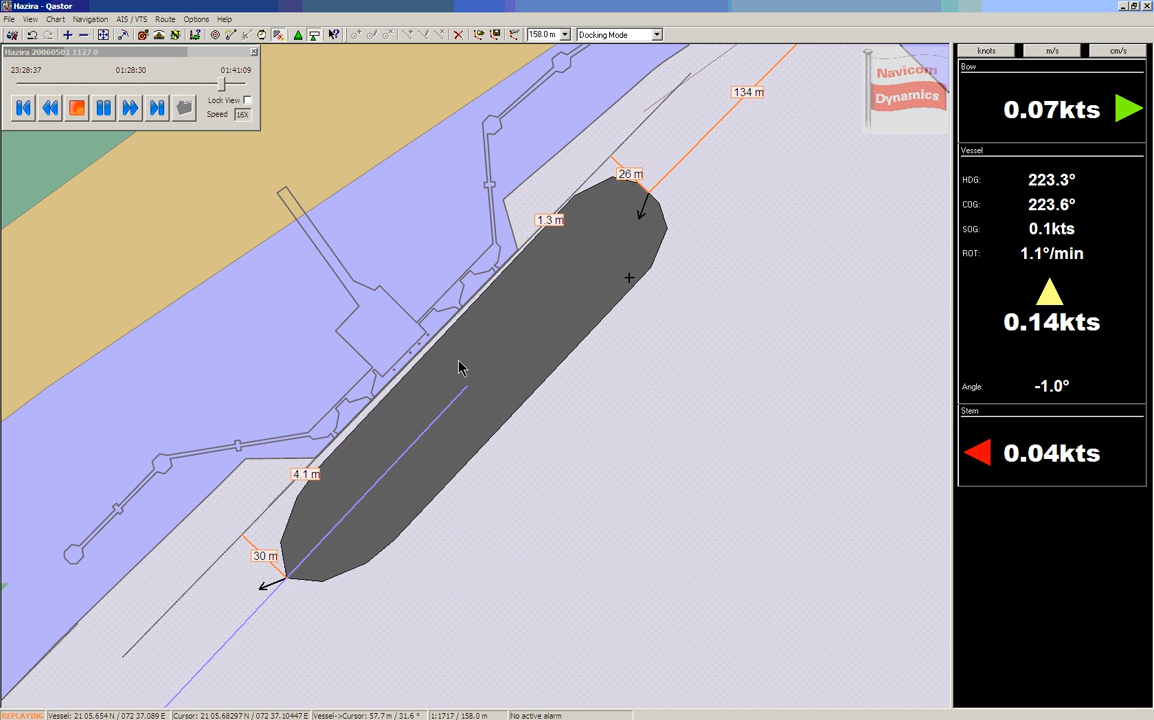 Hazira - Qastor
File View Chart Navigation AIS / VTS Route Options Help
158.0 m Docking Mode
Hazira 20060501 1127 0
23:28:37 01:28:30 01:41:09
Lock View
Speed 16X
Navicom
Dynamics
134 m
26 m
1.3 m
4.1 m
30 m
knots m/s cm/s
Bow
0.07kts
Vessel
HDG: 223.3°
COG: 223.6°
SOG: 0.1kts
ROT: 1.1°/min
0.14kts
Angle: -1.0°
Stern
0.04kts
REPLAYING Vessel: 21 05.654 N / 072 37.089 E Cursor: 21 05.68297 N / 072 37.10447 E Vessel->Cursor: 57.7 m / 31.6 ° 1:1717 / 158.0 m No active alarm